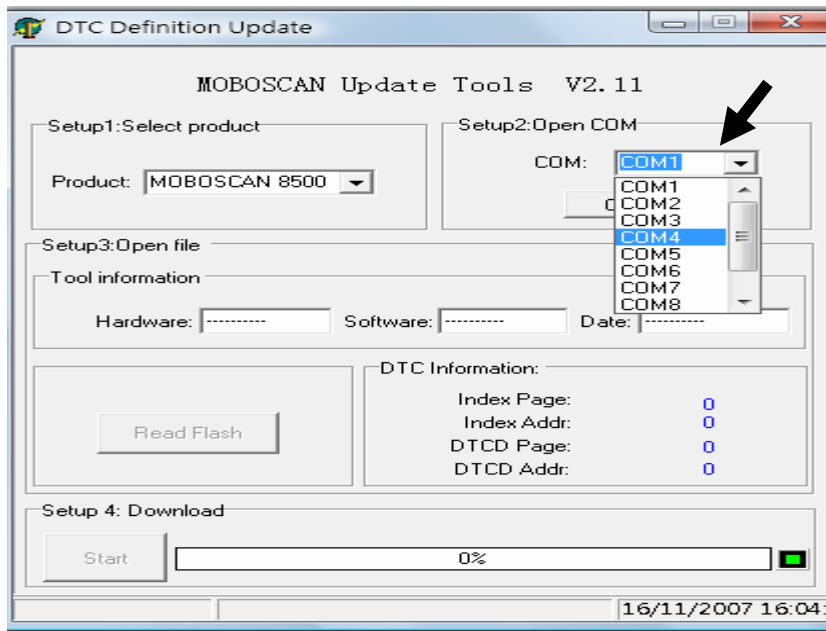 DTC Definition Update
MOBOSCAN Update Tools V2.11
Setup1:Select product
Product: MOBOSCAN 8500
Setup2:Open COM
COM: COM1
COM1
COM2
COM3
COM4
COM5
COM6
COM7
COM8
Setup3:Open file
Tool information
Hardware: ----------
Software: ----------
Date: ----------
Read Flash
DTC Information:
Index Page: 0
Index Addr: 0
DTCD Page: 0
DTCD Addr: 0
Setup 4: Download
Start
0%
16/11/2007 16:04: